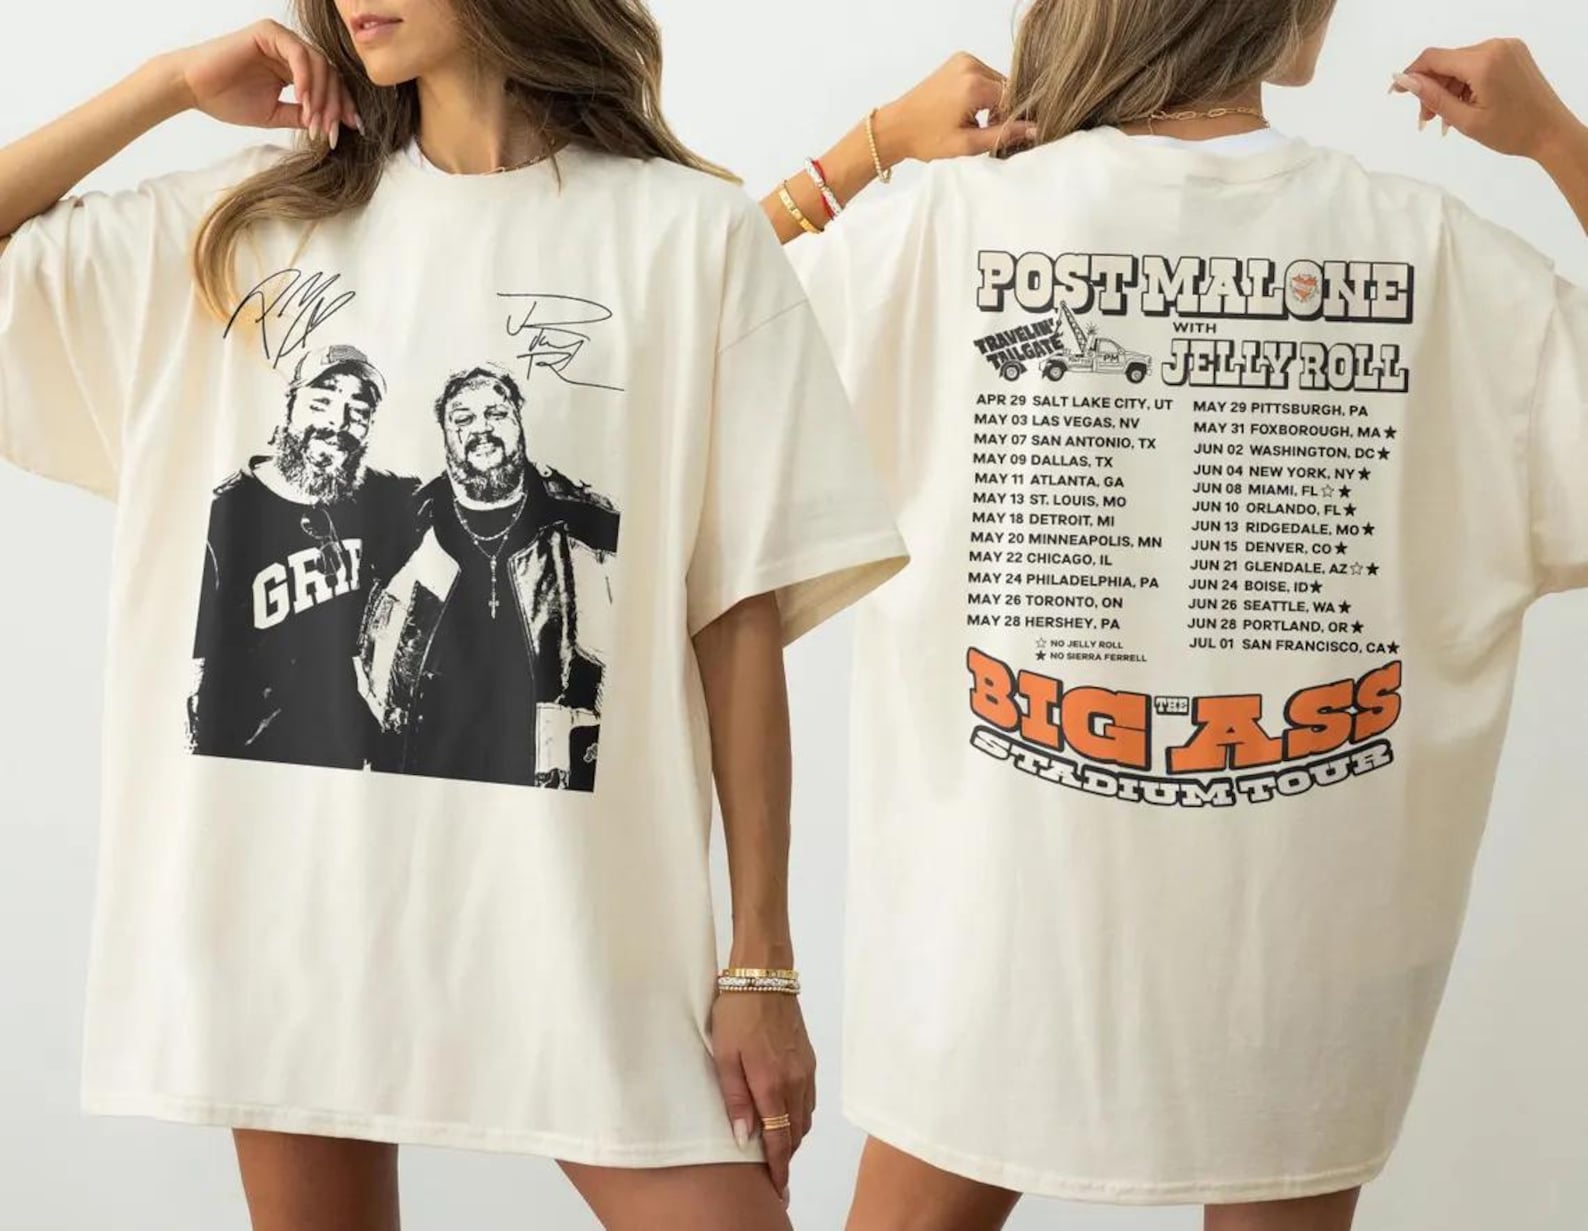 GRI
POST MALONE
WITH
TRAVELIN'
TAILGATE
PM
JELLY ROLL
APR 29 SALT LAKE CITY, UT
MAY 03 LAS VEGAS, NV
MAY 07 SAN ANTONIO, TX
MAY 09 DALLAS, TX
MAY 11 ATLANTA, GA
MAY 13 ST. LOUIS, MO
MAY 18 DETROIT, MI
MAY 20 MINNEAPOLIS, MN
MAY 22 CHICAGO, IL
MAY 24 PHILADELPHIA, PA
MAY 26 TORONTO, ON
MAY 28 HERSHEY, PA
MAY 29 PITTSBURGH, PA
MAY 31 FOXBOROUGH, MA★
JUN 02 WASHINGTON, DC★
JUN 04 NEW YORK, NY★
JUN 08 MIAMI, FL☆★
JUN 10 ORLANDO, FL★
JUN 13 RIDGEDALE, MO★
JUN 15 DENVER, CO★
JUN 21 GLENDALE, AZ☆★
JUN 24 BOISE, ID★
JUN 26 SEATTLE, WA★
JUN 28 PORTLAND, OR★
JUL 01 SAN FRANCISCO, CA★
☆ NO JELLY ROLL
★ NO SIERRA FERRELL
THE
BIG ASS
STADIUM TOUR